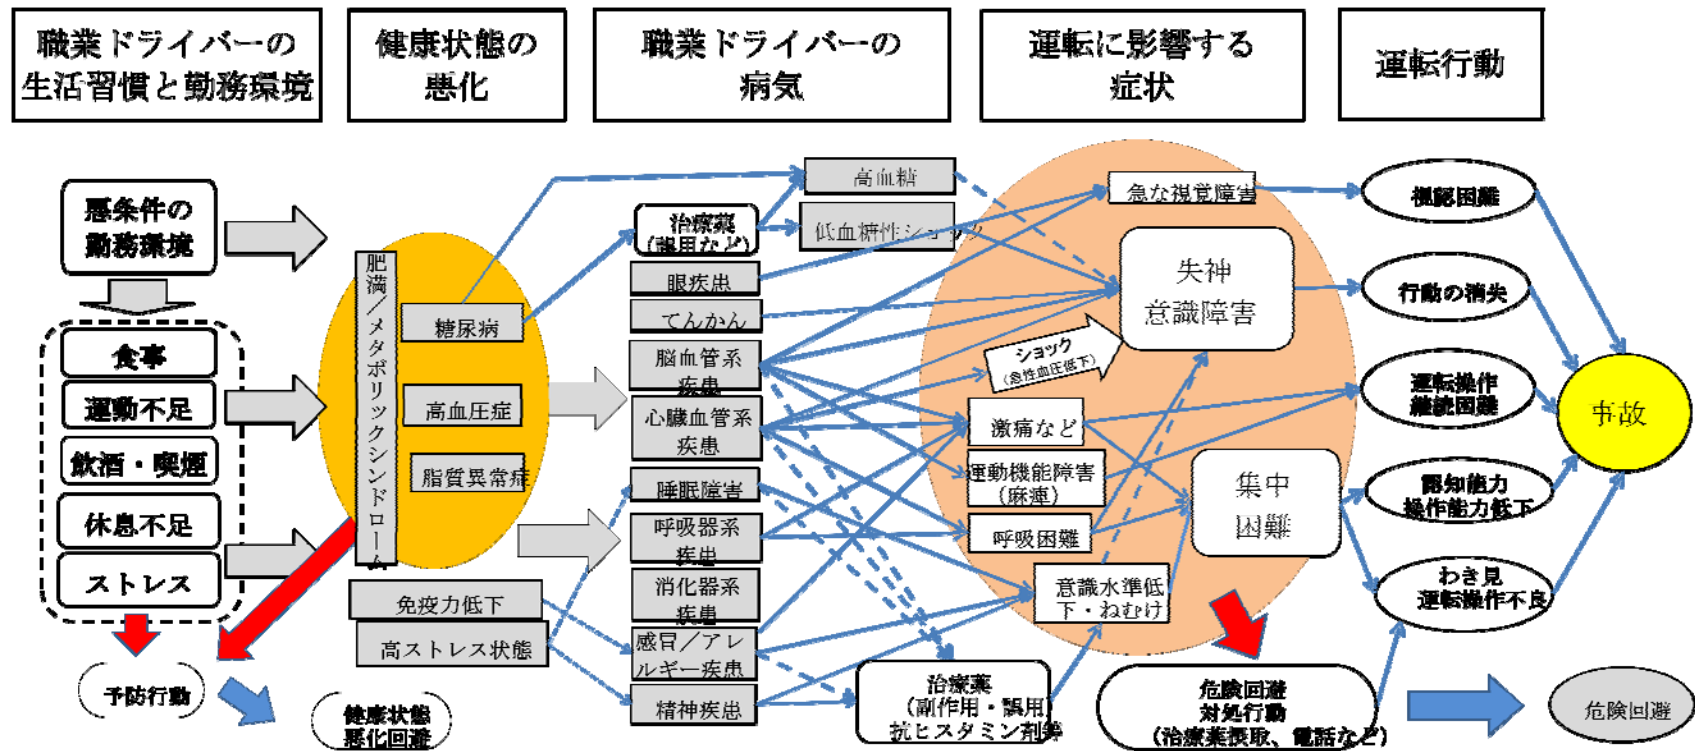 職業ドライバーの
生活習慣と勤務環境
健康状態の
悪化
職業ドライバーの
病気
運転に影響する
症状
運転行動
悪条件の
勤務環境
食事
運動不足
飲酒・喫煙
休息不足
ストレス
予防行動
健康状態
悪化回避
肥満／メタボリックシンドローム
糖尿病
高血圧症
脂質異常症
免疫力低下
高ストレス状態
高血糖
治療薬
（誤用など）
低血糖性ショック
眼疾患
てんかん
脳血管系
疾患
心臓血管系
疾患
睡眠障害
呼吸器系
疾患
消化器系
疾患
感冒／アレ
ルギー疾患
精神疾患
治療薬
（副作用・誤用
抗ヒスタミン剤等
急な視覚障害
失神
意識障害
ショック
（急性血圧低下）
激痛など
運動機能障害
（麻痺）
呼吸困難
集中
困難
意識水準低
下・ねむけ
危険回避
対処行動
（治療薬摂取、電話など）
視認困難
行動の消失
運転操作
継続困難
認知能力
操作能力低下
わき見
運転操作不良
事故
危険回避